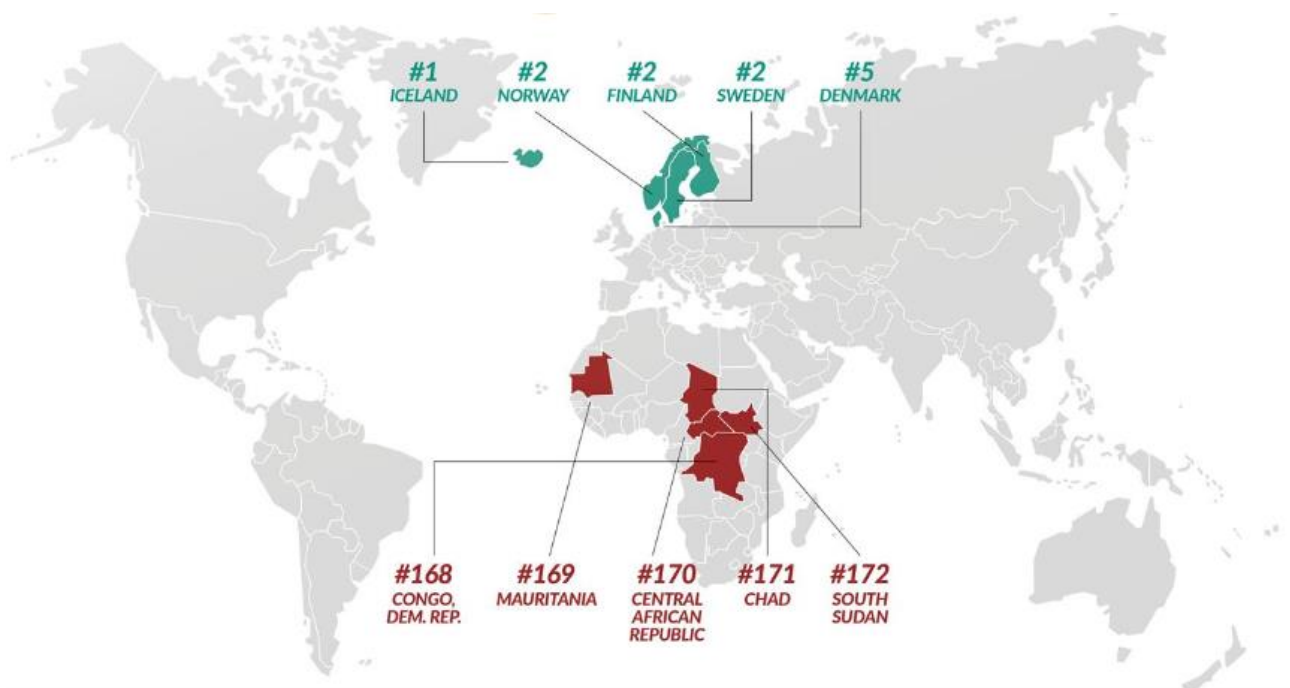 #1
ICELAND
#2
NORWAY
#2
FINLAND
#2
SWEDEN
#5
DENMARK
#168
CONGO,
DEM. REP.
#169
MAURITANIA
#170
CENTRAL
AFRICAN
REPUBLIC
#171
CHAD
#172
SOUTH
SUDAN